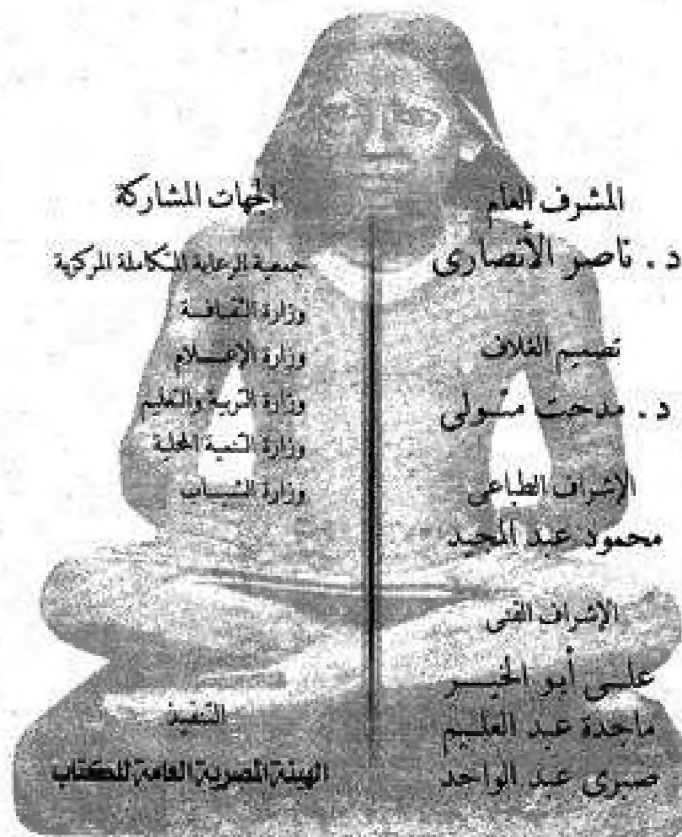 المشرف العام
د. ناصر الأنصارى
تصميم الغلاف
د. مدحت متولى
الإشراف الطباعى
محمود عبد المجيد
الإشراف الفنى
على أبو الخير
ماجدة عبد العليم
صبرى عبد الواحد
الجهات المشاركة
جمعية الرعاية المتكاملة المركزية
وزارة الثقافة
وزارة الإعلام
وزارة التربية والتعليم
وزارة التنمية المحلية
وزارة الشباب
التنفيذ
الهيئة المصرية العامة للكتاب